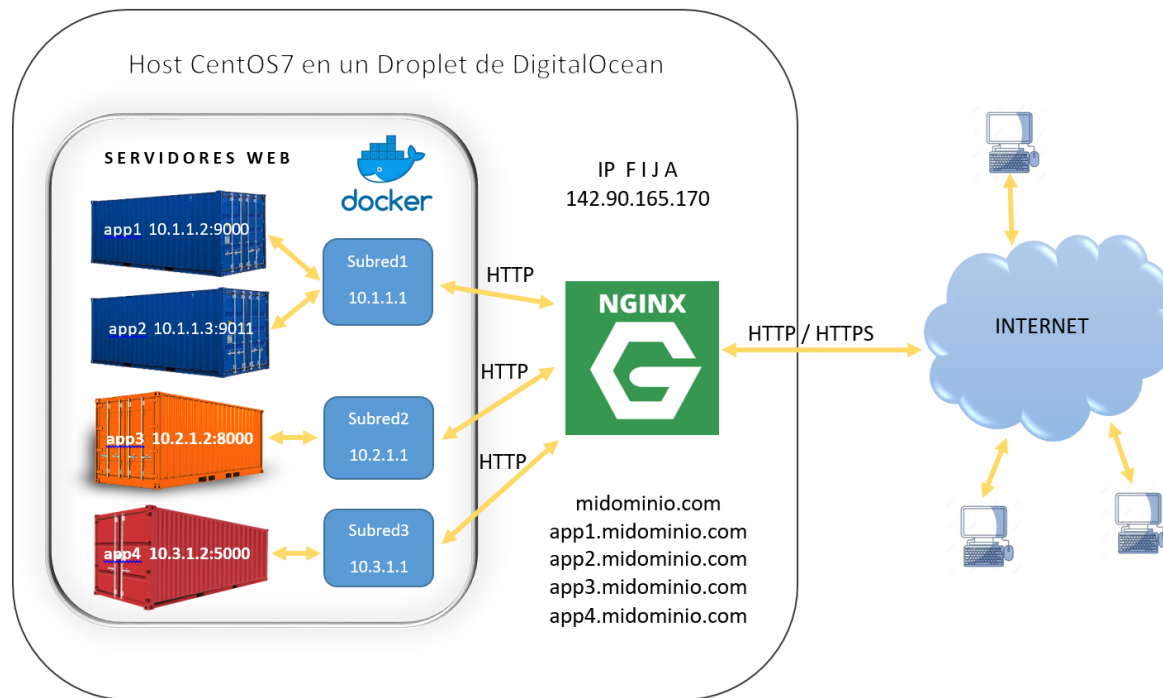 Host CentOS7 en un Droplet de DigitalOcean
SERVIDORES WEB
docker
app1 10.1.1.2:9000
app2 10.1.1.3:9011
app3 10.2.1.2:8000
app4 10.3.1.2:5000
Subred1
10.1.1.1
Subred2
10.2.1.1
Subred3
10.3.1.1
HTTP
HTTP
HTTP
IP FIJA
142.90.165.170
NGINX
midominio.com
app1.midominio.com
app2.midominio.com
app3.midominio.com
app4.midominio.com
HTTP / HTTPS
INTERNET